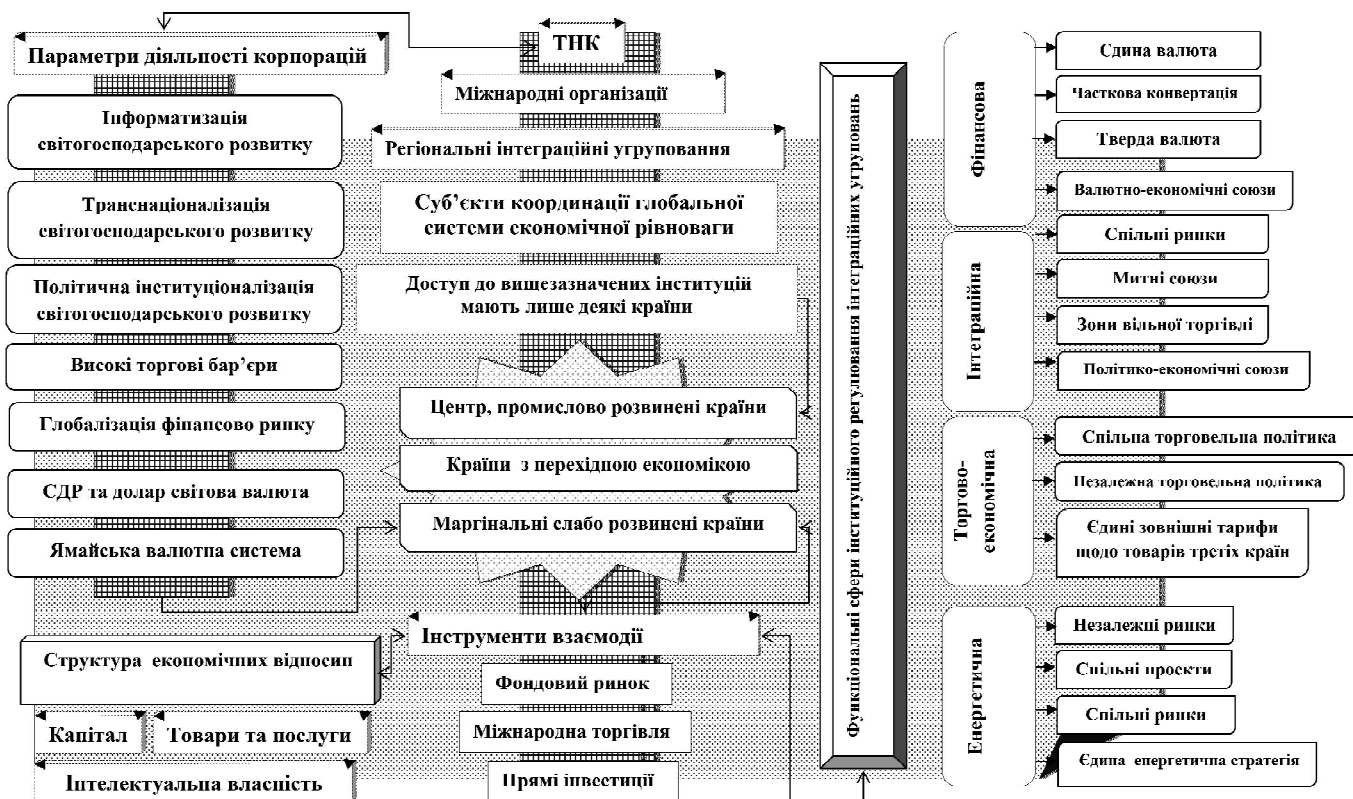 Параметри діяльності корпорацій
Інформатизація
світогосподарського розвитку
Транснаціоналізація
світогосподарського розвитку
Політична інституціоналізація
світогосподарського розвитку
Високі торгові бар’єри
Глобалізація фінансово ринку
СДР та долар світова валюта
Ямайська валютна система
Структура економічних відносин
Капітал
Товари та послуги
Інтелектуальна власність
ТНК
Міжнародні організації
Регіональні інтеграційні угруповання
Суб’єкти координації глобальної
системи економічної рівноваги
Доступ до вищезазначених інституцій
мають лише деякі країни
Центр, промислово розвинені країни
Країни з перехідною економікою
Маргінальні слабо розвинені країни
Інструменти взаємодії
Фондовий ринок
Міжнародна торгівля
Прямі інвестиції
Функціональні сфери інституційного регулювання інтеграційних угруповань
Фінансова
Єдина валюта
Часткова конвертація
Тверда валюта
Валютно-економічні союзи
Інтеграційна
Спільні ринки
Митні союзи
Зони вільної торгівлі
Політико-економічні союзи
Торгово-
економічна
Спільна торговельна політика
Незалежна торговельна політика
Єдині зовнішні тарифи
щодо товарів третіх країн
Енергетична
Незалежні ринки
Спільні проекти
Спільні ринки
Єдина енергетична стратегія